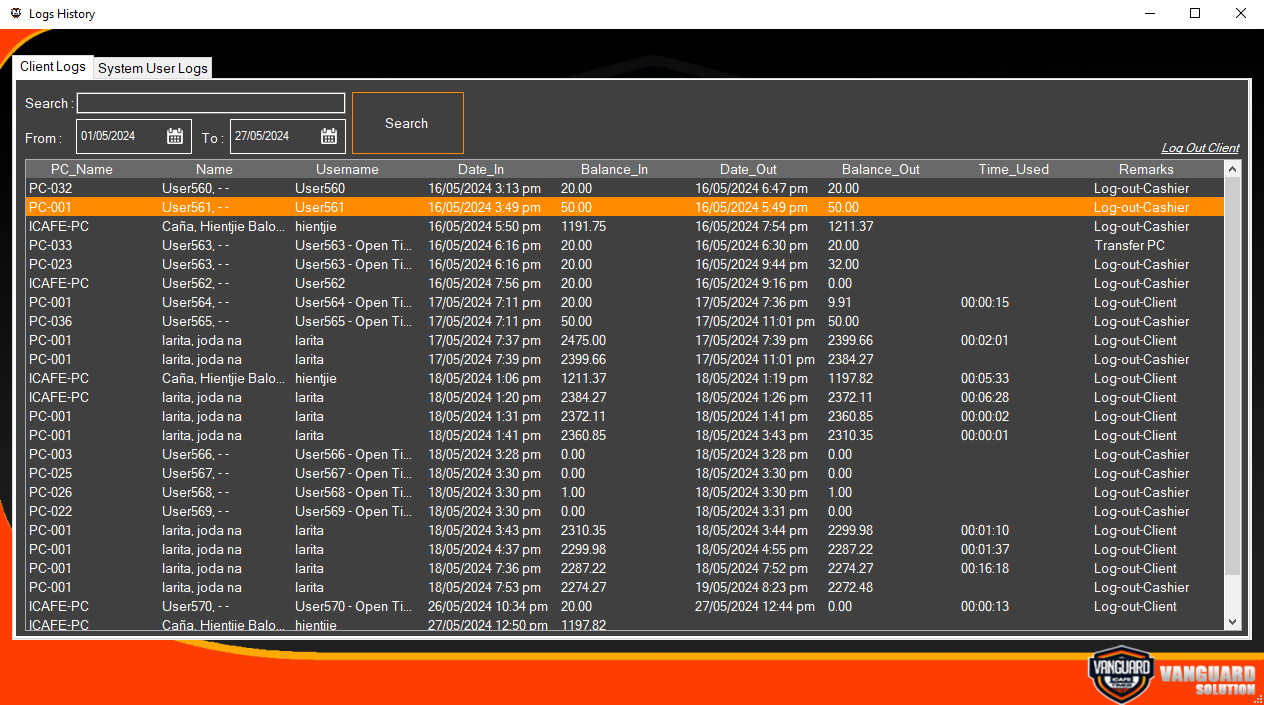 Logs History
Client Logs System User Logs
Search :
Search
From : 01/05/2024 To : 27/05/2024
Log Out Client
PC_Name Name Username Date_In Balance_In Date_Out Balance_Out Time_Used Remarks
PC-032 User560, - - User560 16/05/2024 3:13 pm 20.00 16/05/2024 6:47 pm 20.00 Log-out-Cashier
PC-001 User561, - - User561 16/05/2024 3:49 pm 50.00 16/05/2024 5:49 pm 50.00 Log-out-Cashier
ICAFE-PC Caña, Hientjie Balo... hientjie 16/05/2024 5:50 pm 1191.75 16/05/2024 7:54 pm 1211.37 Log-out-Cashier
PC-033 User563, - - User563 - Open Ti... 16/05/2024 6:16 pm 20.00 16/05/2024 6:30 pm 20.00 Transfer PC
PC-023 User563, - - User563 - Open Ti... 16/05/2024 6:16 pm 20.00 16/05/2024 9:44 pm 32.00 Log-out-Cashier
ICAFE-PC User562, - - User562 16/05/2024 7:56 pm 20.00 16/05/2024 9:16 pm 0.00 Log-out-Cashier
PC-001 User564, - - User564 - Open Ti... 17/05/2024 7:11 pm 20.00 17/05/2024 7:36 pm 9.91 00:00:15 Log-out-Client
PC-036 User565, - - User565 - Open Ti... 17/05/2024 7:11 pm 50.00 17/05/2024 11:01 pm 50.00 Log-out-Cashier
PC-001 larita, joda na larita 17/05/2024 7:37 pm 2475.00 17/05/2024 7:39 pm 2399.66 00:02:01 Log-out-Client
PC-001 larita, joda na larita 17/05/2024 7:39 pm 2399.66 17/05/2024 11:01 pm 2384.27 Log-out-Cashier
ICAFE-PC Caña, Hientjie Balo... hientjie 18/05/2024 1:06 pm 1211.37 18/05/2024 1:19 pm 1197.82 00:05:33 Log-out-Client
ICAFE-PC larita, joda na larita 18/05/2024 1:20 pm 2384.27 18/05/2024 1:26 pm 2372.11 00:06:28 Log-out-Client
PC-001 larita, joda na larita 18/05/2024 1:31 pm 2372.11 18/05/2024 1:41 pm 2360.85 00:00:02 Log-out-Client
PC-001 larita, joda na larita 18/05/2024 1:41 pm 2360.85 18/05/2024 3:43 pm 2310.35 00:00:01 Log-out-Client
PC-003 User566, - - User566 - Open Ti... 18/05/2024 3:28 pm 0.00 18/05/2024 3:28 pm 0.00 Log-out-Cashier
PC-025 User567, - - User567 - Open Ti... 18/05/2024 3:30 pm 0.00 18/05/2024 3:30 pm 0.00 Log-out-Cashier
PC-026 User568, - - User568 - Open Ti... 18/05/2024 3:30 pm 1.00 18/05/2024 3:30 pm 1.00 Log-out-Cashier
PC-022 User569, - - User569 - Open Ti... 18/05/2024 3:30 pm 0.00 18/05/2024 3:31 pm 0.00 Log-out-Cashier
PC-001 larita, joda na larita 18/05/2024 3:43 pm 2310.35 18/05/2024 3:44 pm 2299.98 00:01:10 Log-out-Client
PC-001 larita, joda na larita 18/05/2024 4:37 pm 2299.98 18/05/2024 4:55 pm 2287.22 00:01:37 Log-out-Client
PC-001 larita, joda na larita 18/05/2024 7:36 pm 2287.22 18/05/2024 7:52 pm 2274.27 00:16:18 Log-out-Client
PC-001 larita, joda na larita 18/05/2024 7:53 pm 2274.27 19/05/2024 8:23 pm 2272.48 Log-out-Cashier
ICAFE-PC User570, - - User570 - Open Ti... 26/05/2024 10:34 pm 20.00 27/05/2024 12:44 pm 0.00 00:00:13 Log-out-Client
ICAFE-PC Caña, Hientjie Balo... hientjie 27/05/2024 12:50 pm 1197.82
VANGUARD
ICAFE
TIMER
VANGUARD
SOLUTION